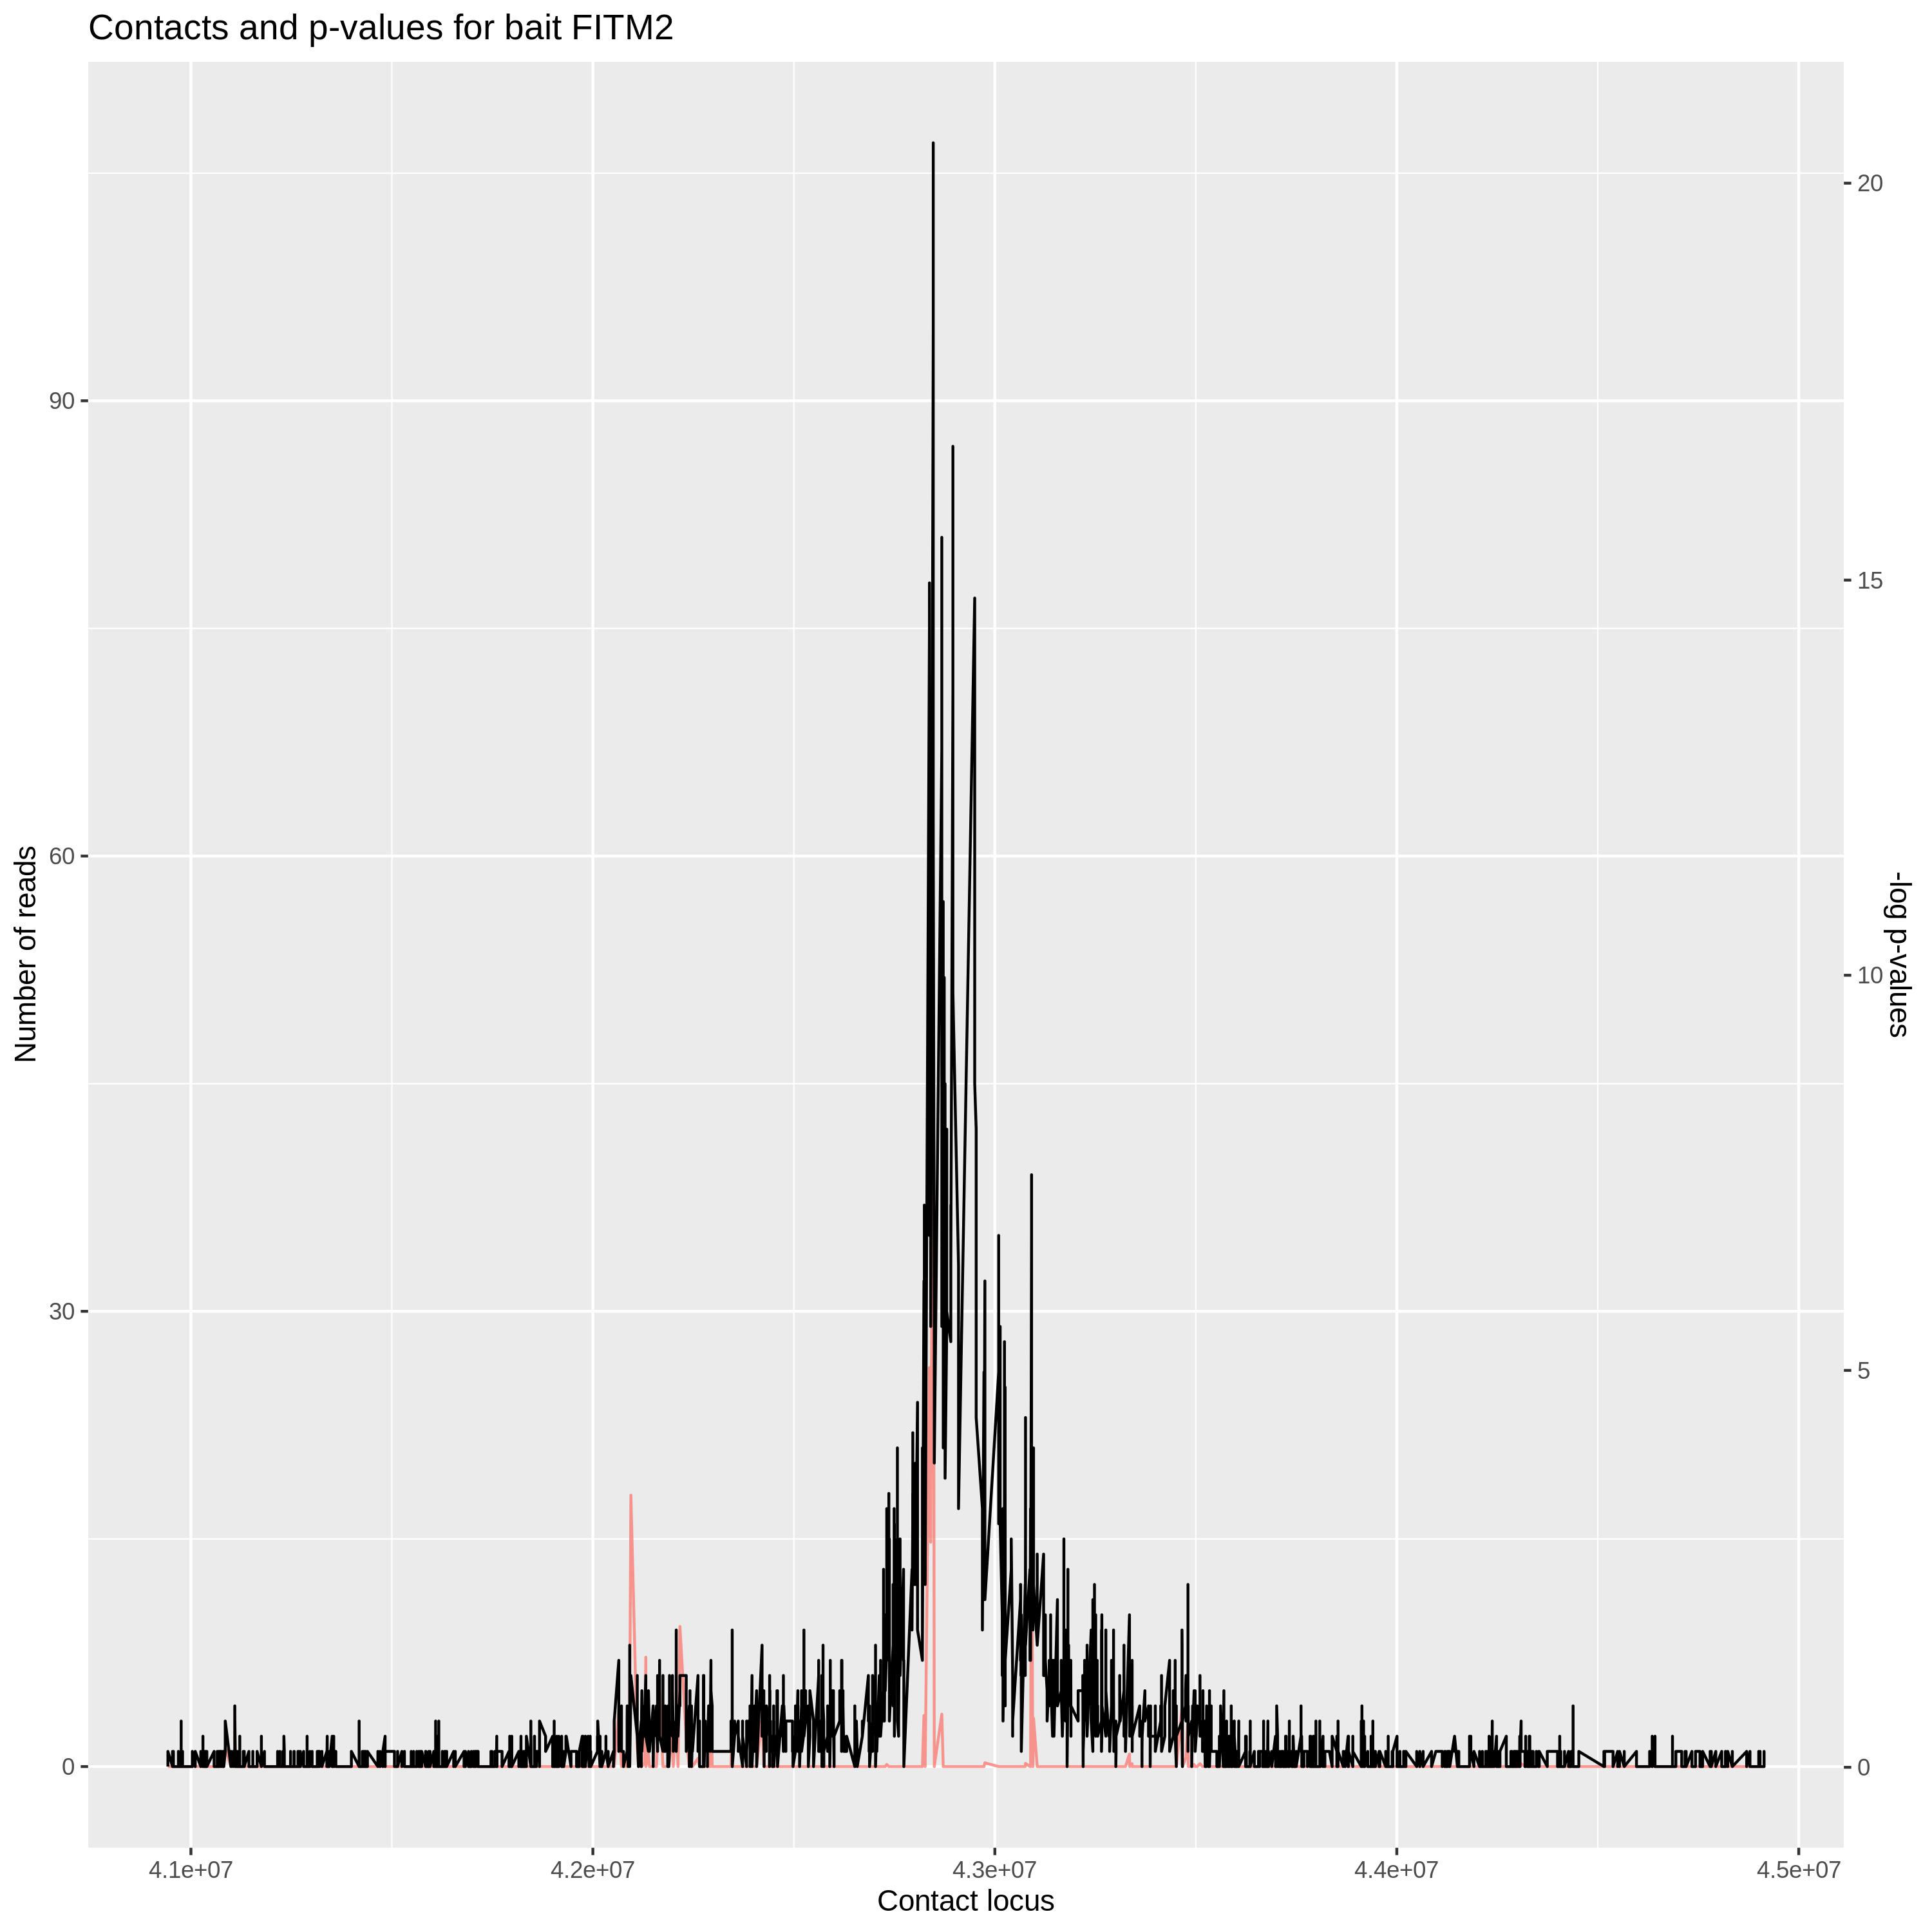 Contacts and p-values for bait FITM2
Number of reads
90
60
30
0
20
15
10
5
0
-log p-values
4.1e+07
4.2e+07
4.3e+07
4.4e+07
4.5e+07
Contact locus